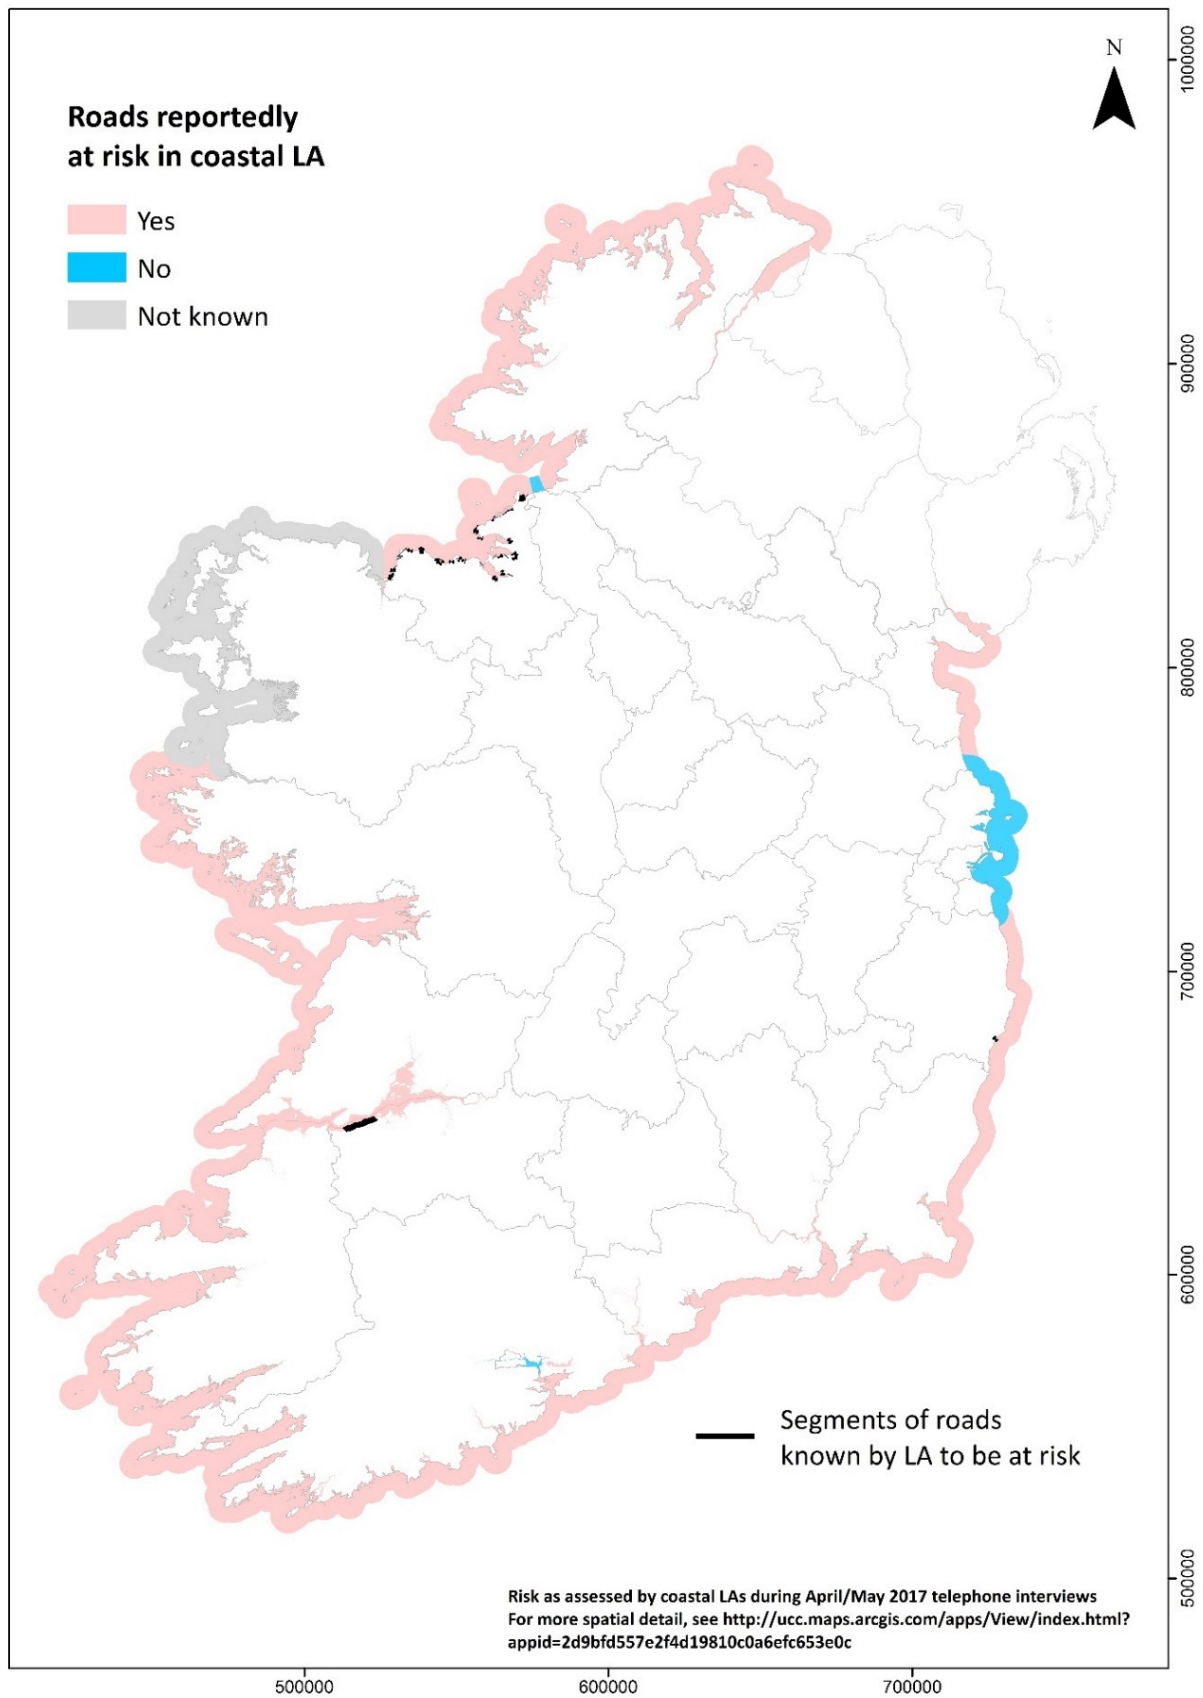 N
Roads reportedly
at risk in coastal LA
Yes
No
Not known
1000000
900000
800000
700000
600000
500000
Segments of roads
known by LA to be at risk
Risk as assessed by coastal LAs during April/May 2017 telephone interviews
For more spatial detail, see http://ucc.maps.arcgis.com/apps/View/index.html?
appid=2d9bfd557e2f4d19810c0a6efc653e0c
500000 600000 700000